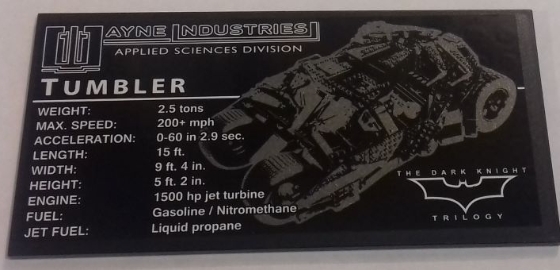 WAYNE INDUSTRIES
APPLIED SCIENCES DIVISION
TUMBLER
WEIGHT: 2.5 tons
MAX. SPEED: 200+ mph
ACCELERATION: 0-60 in 2.9 sec.
LENGTH: 15 ft.
WIDTH: 9 ft. 4 in.
HEIGHT: 5 ft. 2 in.
ENGINE: 1500 hp jet turbine
FUEL: Gasoline / Nitromethane
JET FUEL: Liquid propane
THE DARK KNIGHT
TRILOGY